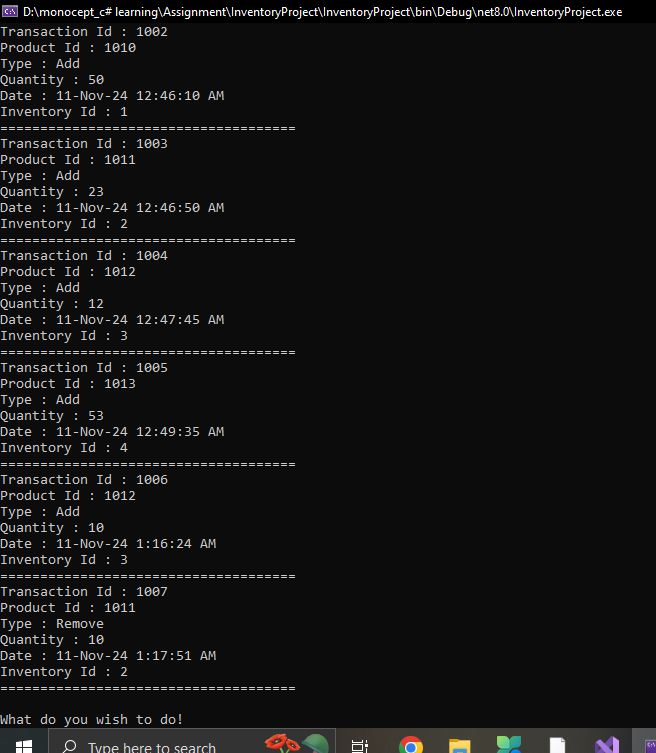 D:\monocept_c# learning\Assignment\InventoryProject\InventoryProject\bin\Debug\net8.0\InventoryProject.exe
Transaction Id : 1002
Product Id : 1010
Type : Add
Quantity : 50
Date : 11-Nov-24 12:46:10 AM
Inventory Id : 1
=====================================
Transaction Id : 1003
Product Id : 1011
Type : Add
Quantity : 23
Date : 11-Nov-24 12:46:50 AM
Inventory Id : 2
=====================================
Transaction Id : 1004
Product Id : 1012
Type : Add
Quantity : 12
Date : 11-Nov-24 12:47:45 AM
Inventory Id : 3
=====================================
Transaction Id : 1005
Product Id : 1013
Type : Add
Quantity : 53
Date : 11-Nov-24 12:49:35 AM
Inventory Id : 4
=====================================
Transaction Id : 1006
Product Id : 1012
Type : Add
Quantity : 10
Date : 11-Nov-24 1:16:24 AM
Inventory Id : 3
=====================================
Transaction Id : 1007
Product Id : 1011
Type : Remove
Quantity : 10
Date : 11-Nov-24 1:17:51 AM
Inventory Id : 2
=====================================
What do you wish to do!
Type here to search